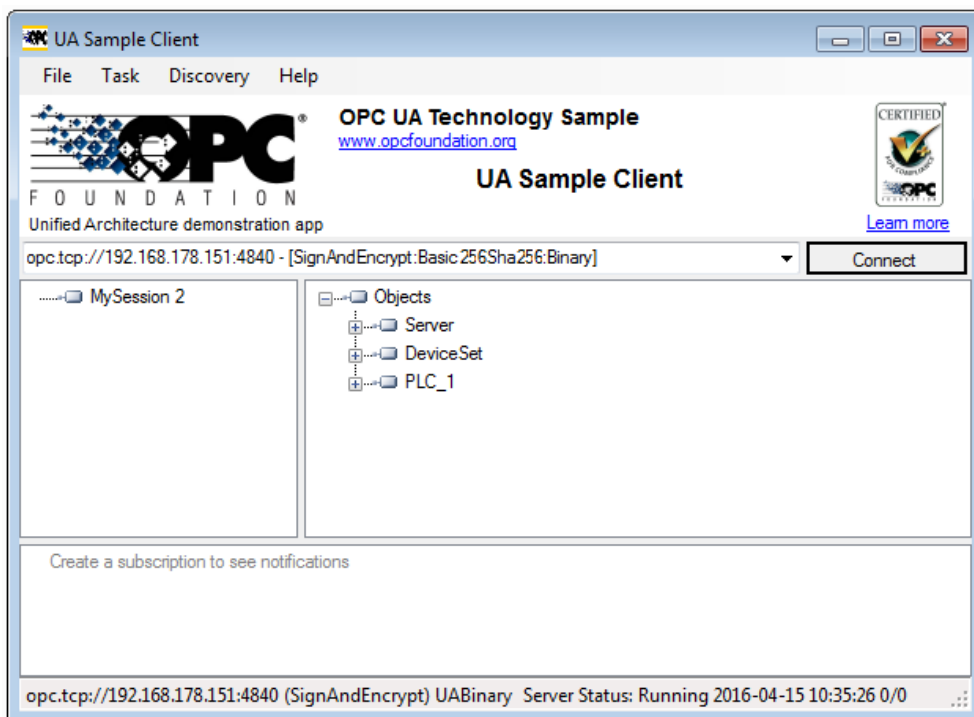 UA Sample Client
File Task Discovery Help
OPC®
FOUNDATION
Unified Architecture demonstration app
OPC UA Technology Sample
www.opcfoundation.org
UA Sample Client
CERTIFIED
FOR COMPLIANCE
OPC
FOUNDATION
Learn more
opc.tcp://192.168.178.151:4840 - [SignAndEncrypt:Basic256Sha256:Binary]
Connect
MySession 2
Objects
Server
DeviceSet
PLC_1
Create a subscription to see notifications
opc.tcp://192.168.178.151:4840 (SignAndEncrypt) UABinary Server Status: Running 2016-04-15 10:35:26 0/0